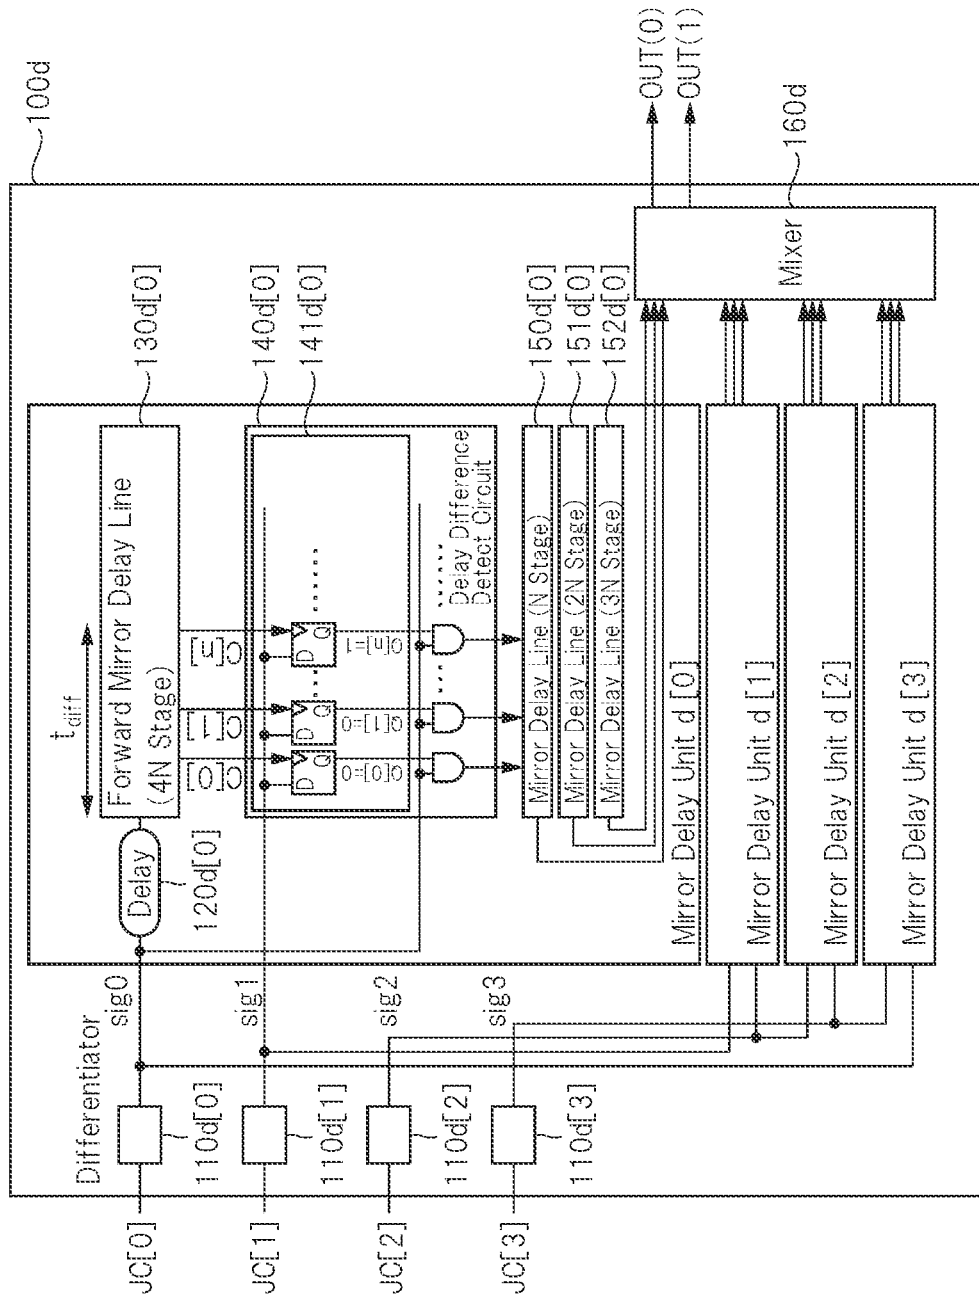 100d
JC[0]
JC[1]
JC[2]
JC[3]
Differentiator
110d[0]
110d[1]
110d[2]
110d[3]
sig0
sig1
sig2
sig3
Delay
120d[0]
tdiff
Forward Mirror Delay Line
(4N Stage)
130d[0]
C[0]
C[1]
C[n]
D
Q
D
Q
D
Q
.....
......
Q[0]=0
Q[1]=0
Q[n]=1
....
......
Delay Difference
Detect Circuit
140d[0]
141d[0]
Mirror Delay Line (N Stage)
Mirror Delay Line (2N Stage)
Mirror Delay Line (3N Stage)
150d[0]
151d[0]
152d[0]
Mirror Delay Unit d [0]
Mirror Delay Unit d [1]
Mirror Delay Unit d [2]
Mirror Delay Unit d [3]
Mixer
160d
OUT(0)
OUT(1)